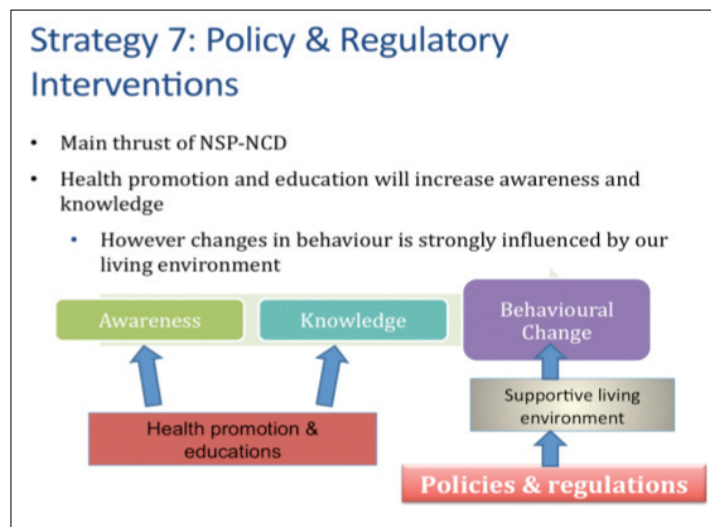 Strategy 7: Policy & Regulatory
Interventions
• Main thrust of NSP-NCD
• Health promotion and education will increase awareness and
knowledge
• However changes in behaviour is strongly influenced by our
living environment
Awareness
Knowledge
Behavioural
Change
Health promotion &
educations
Supportive living
environment
Policies & regulations